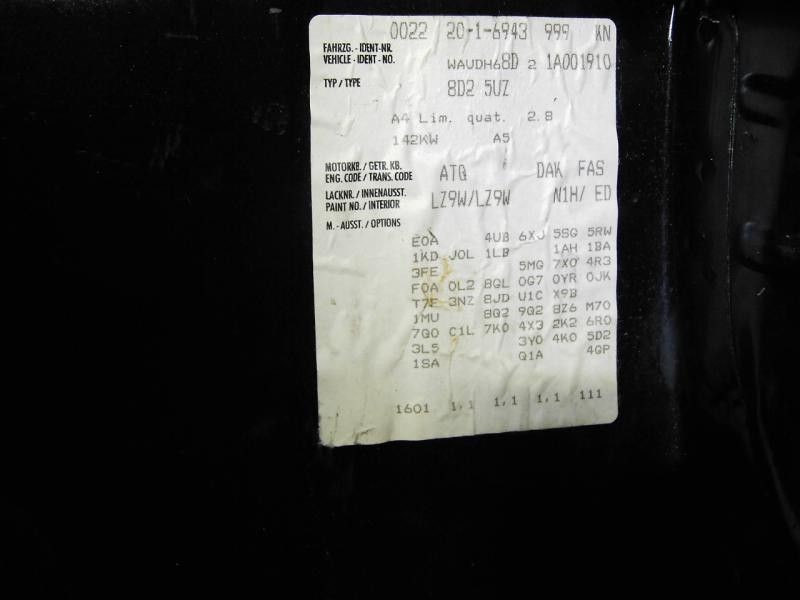 0022 20-1-6943 999 KN
FAHRZG. - IDENT-NR.
VEHICLE - IDENT - NO. WAUDH68D 2 1A001910
TYP / TYPE 8D2 5UZ
A4 Lim. quat. 2.8
142KW A5
MOTORKB. / GETR. KB.
ENG. CODE / TRANS. CODE ATQ DAK FAS
LACKNR. / INNENAUSST.
PAINT NO. / INTERIOR LZ9W/LZ9W N1H/ ED
M. - AUSST. / OPTIONS
E0A 4UB 6XJ 5SG 5RW
1KD J0L 1LB 1AH 1BA
3FE 5MG 7X0 4R3
F0A 0L2 8GL 0G7 0YR 0JK
T7F 3NZ 8JD U1C X9B
1MU 8Q2 9Q2 8Z6 M70
7G0 C1L 7K0 4X3 2K2 6R0
3LS 3Y0 4K0 5D2
1SA Q1A 4GP
1601 1,1 1,1 1,1 111